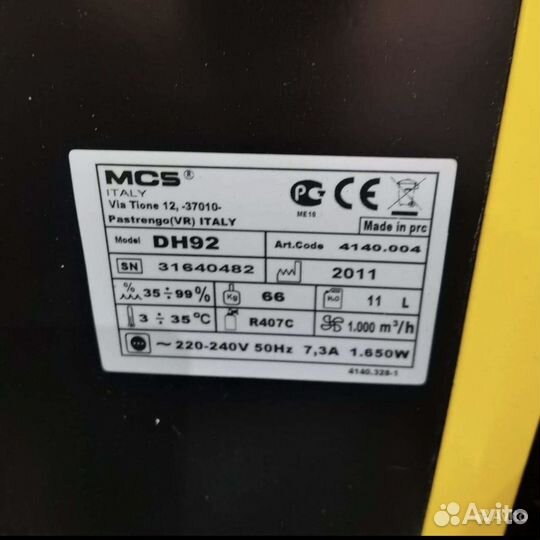 MCS®
ITALY
Via Tione 12, -37010-
Pastrengo(VR) ITALY
PG CE
ME10
Made in prc
Model DH92 Art.Code 4140.004
SN 31640482 2011
% 35÷99% Kg 66 H₂O 11 L
3 ÷ 35°C R407C 1.000 m³/h
~ 220-240V 50Hz 7,3A 1.650W
4140.328-1
Avito